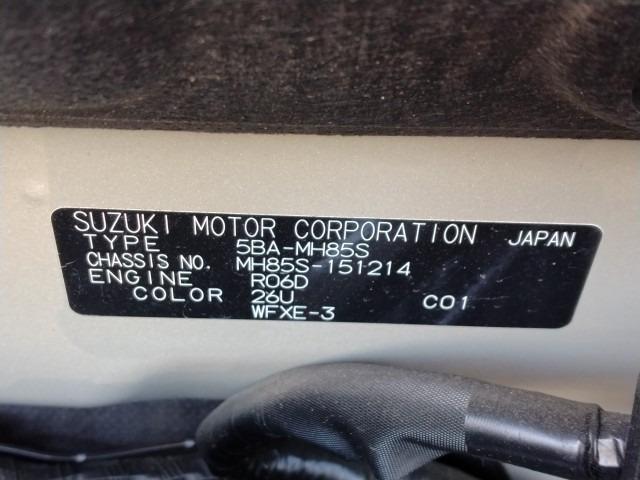 SUZUKI MOTOR CORPORATION JAPAN
TYPE 5BA-MH85S
CHASSIS NO. MH85S-151214
ENGINE R06D
COLOR 26U C01
WFXE-3